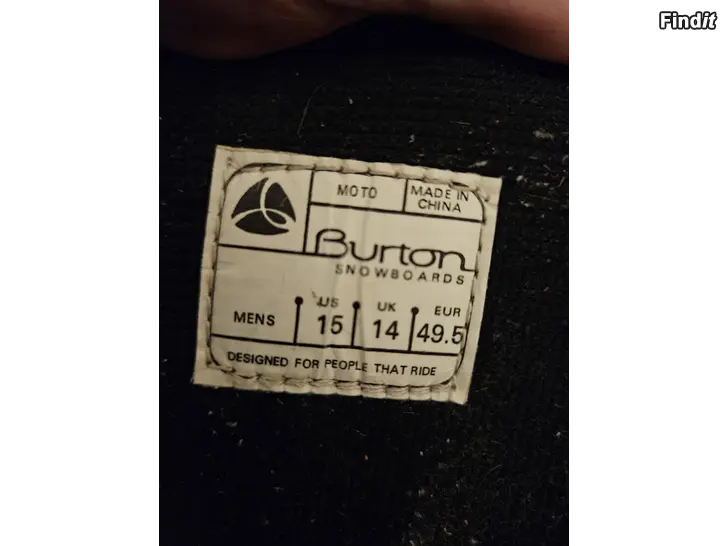 Findit
MOTO
MADE IN
CHINA
Burton
SNOWBOARDS
MENS
US
15
UK
14
EUR
49.5
DESIGNED FOR PEOPLE THAT RIDE